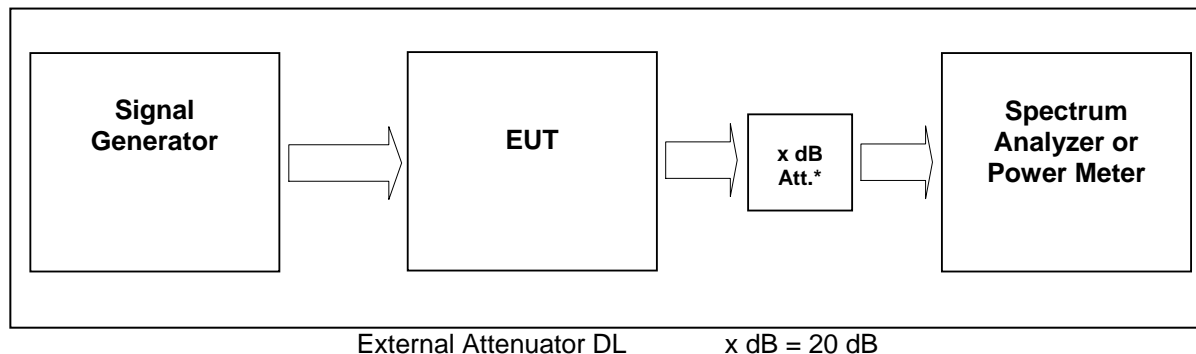 Signal
Generator
EUT
x dB
Att.*
Spectrum
Analyzer or
Power Meter
External Attenuator DL x dB = 20 dB